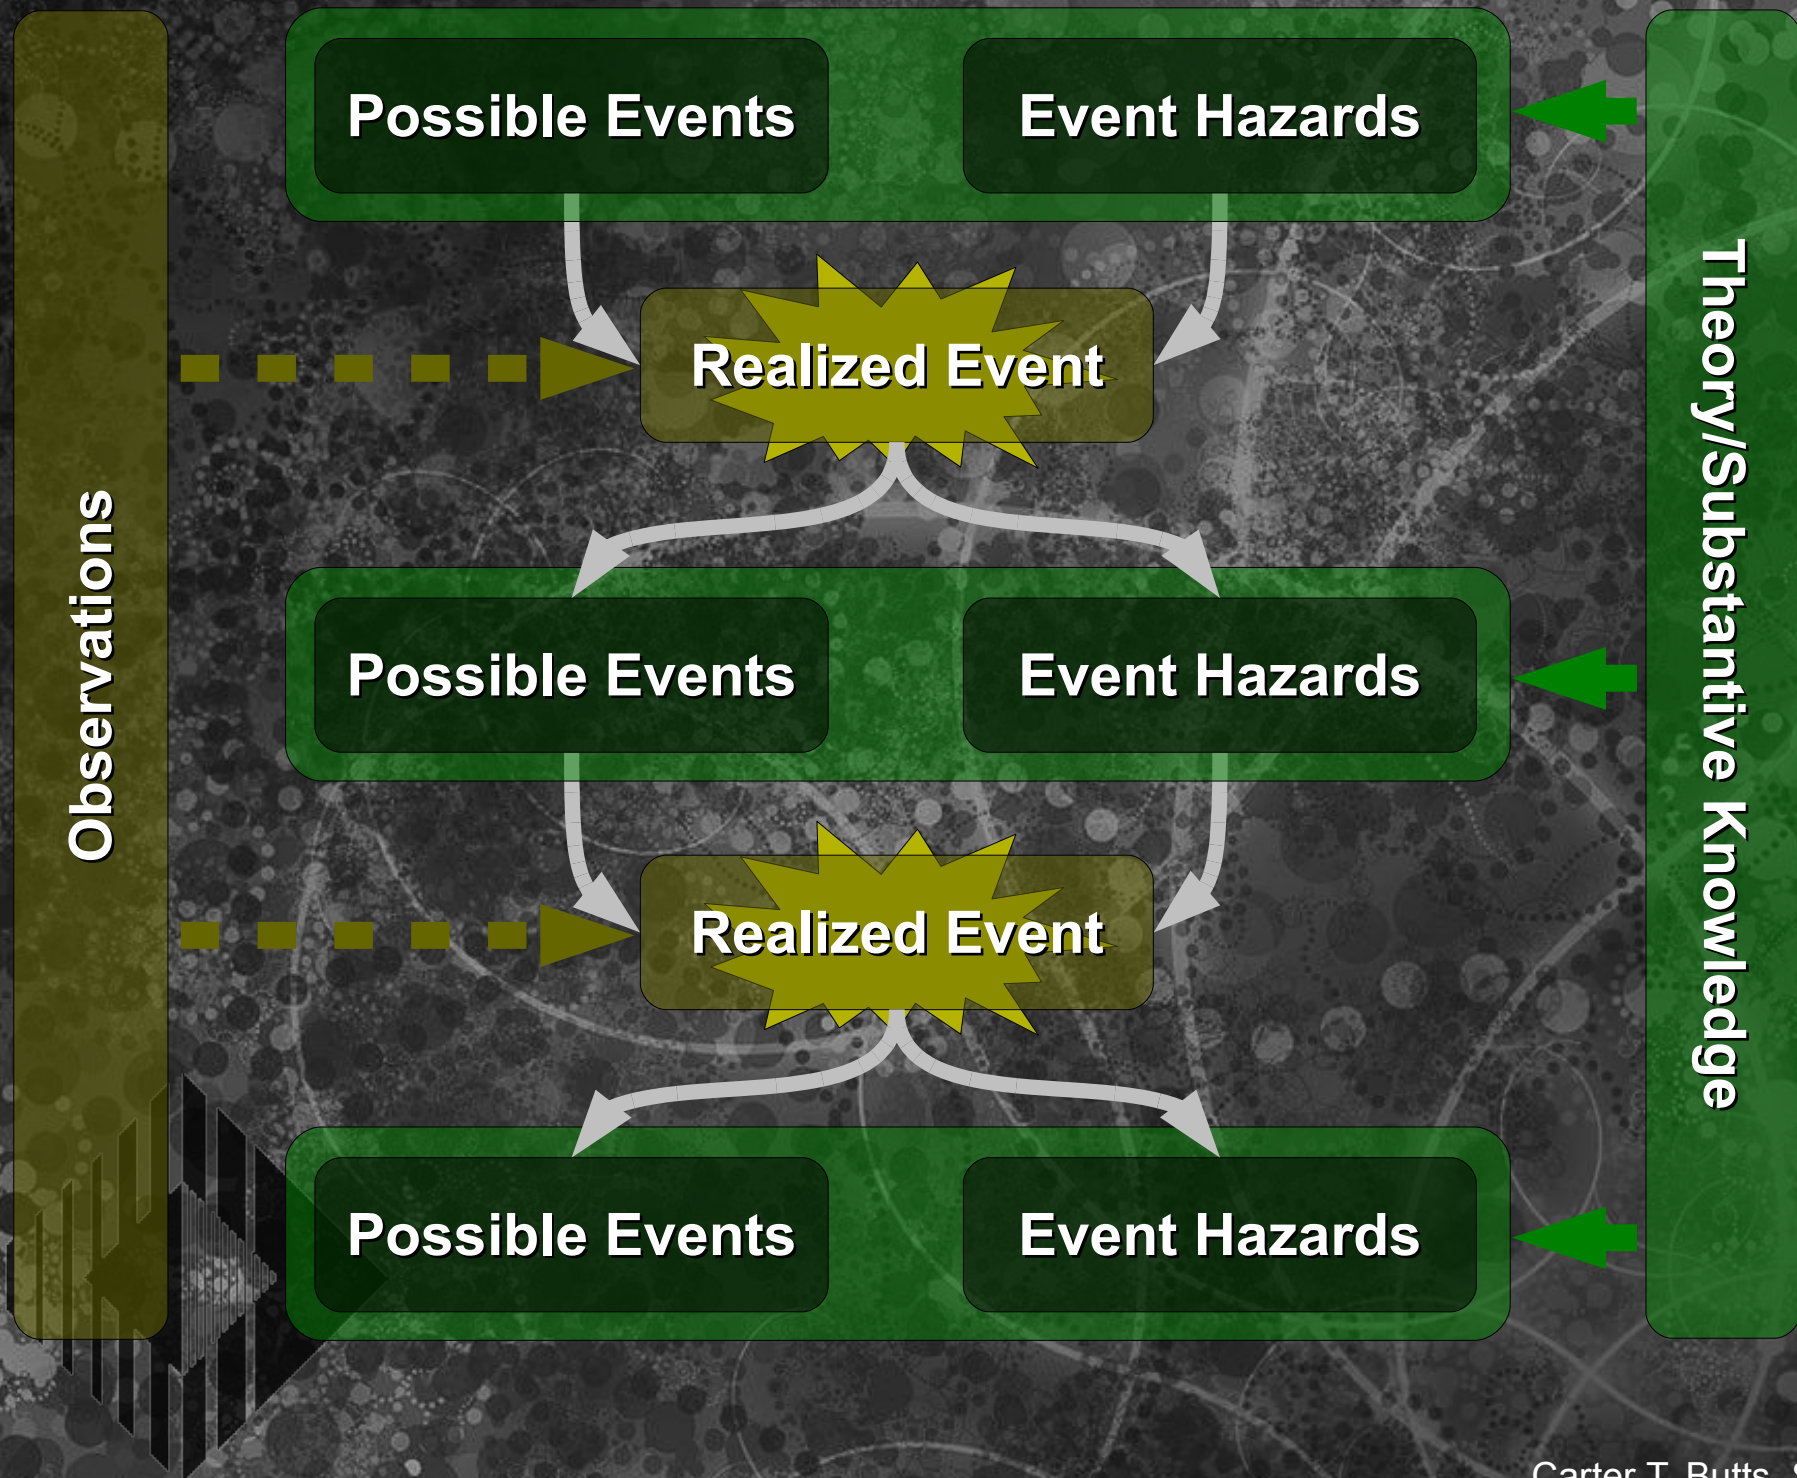 Possible Events
Event Hazards
Realized Event
Observations
Theory/Substantive Knowledge
Possible Events
Event Hazards
Realized Event
Possible Events
Event Hazards
Carter T. Butts